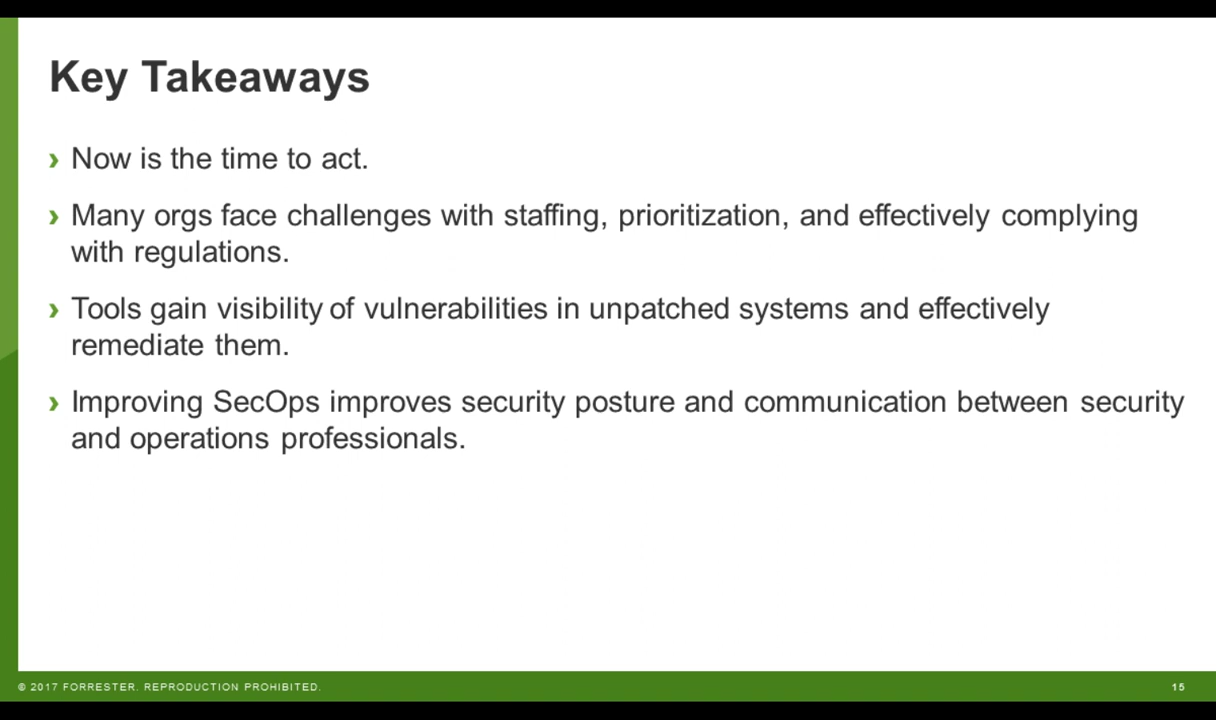 Key Takeaways
› Now is the time to act.
› Many orgs face challenges with staffing, prioritization, and effectively complying
with regulations.
› Tools gain visibility of vulnerabilities in unpatched systems and effectively
remediate them.
› Improving SecOps improves security posture and communication between security
and operations professionals.
© 2017 FORRESTER. REPRODUCTION PROHIBITED.
15